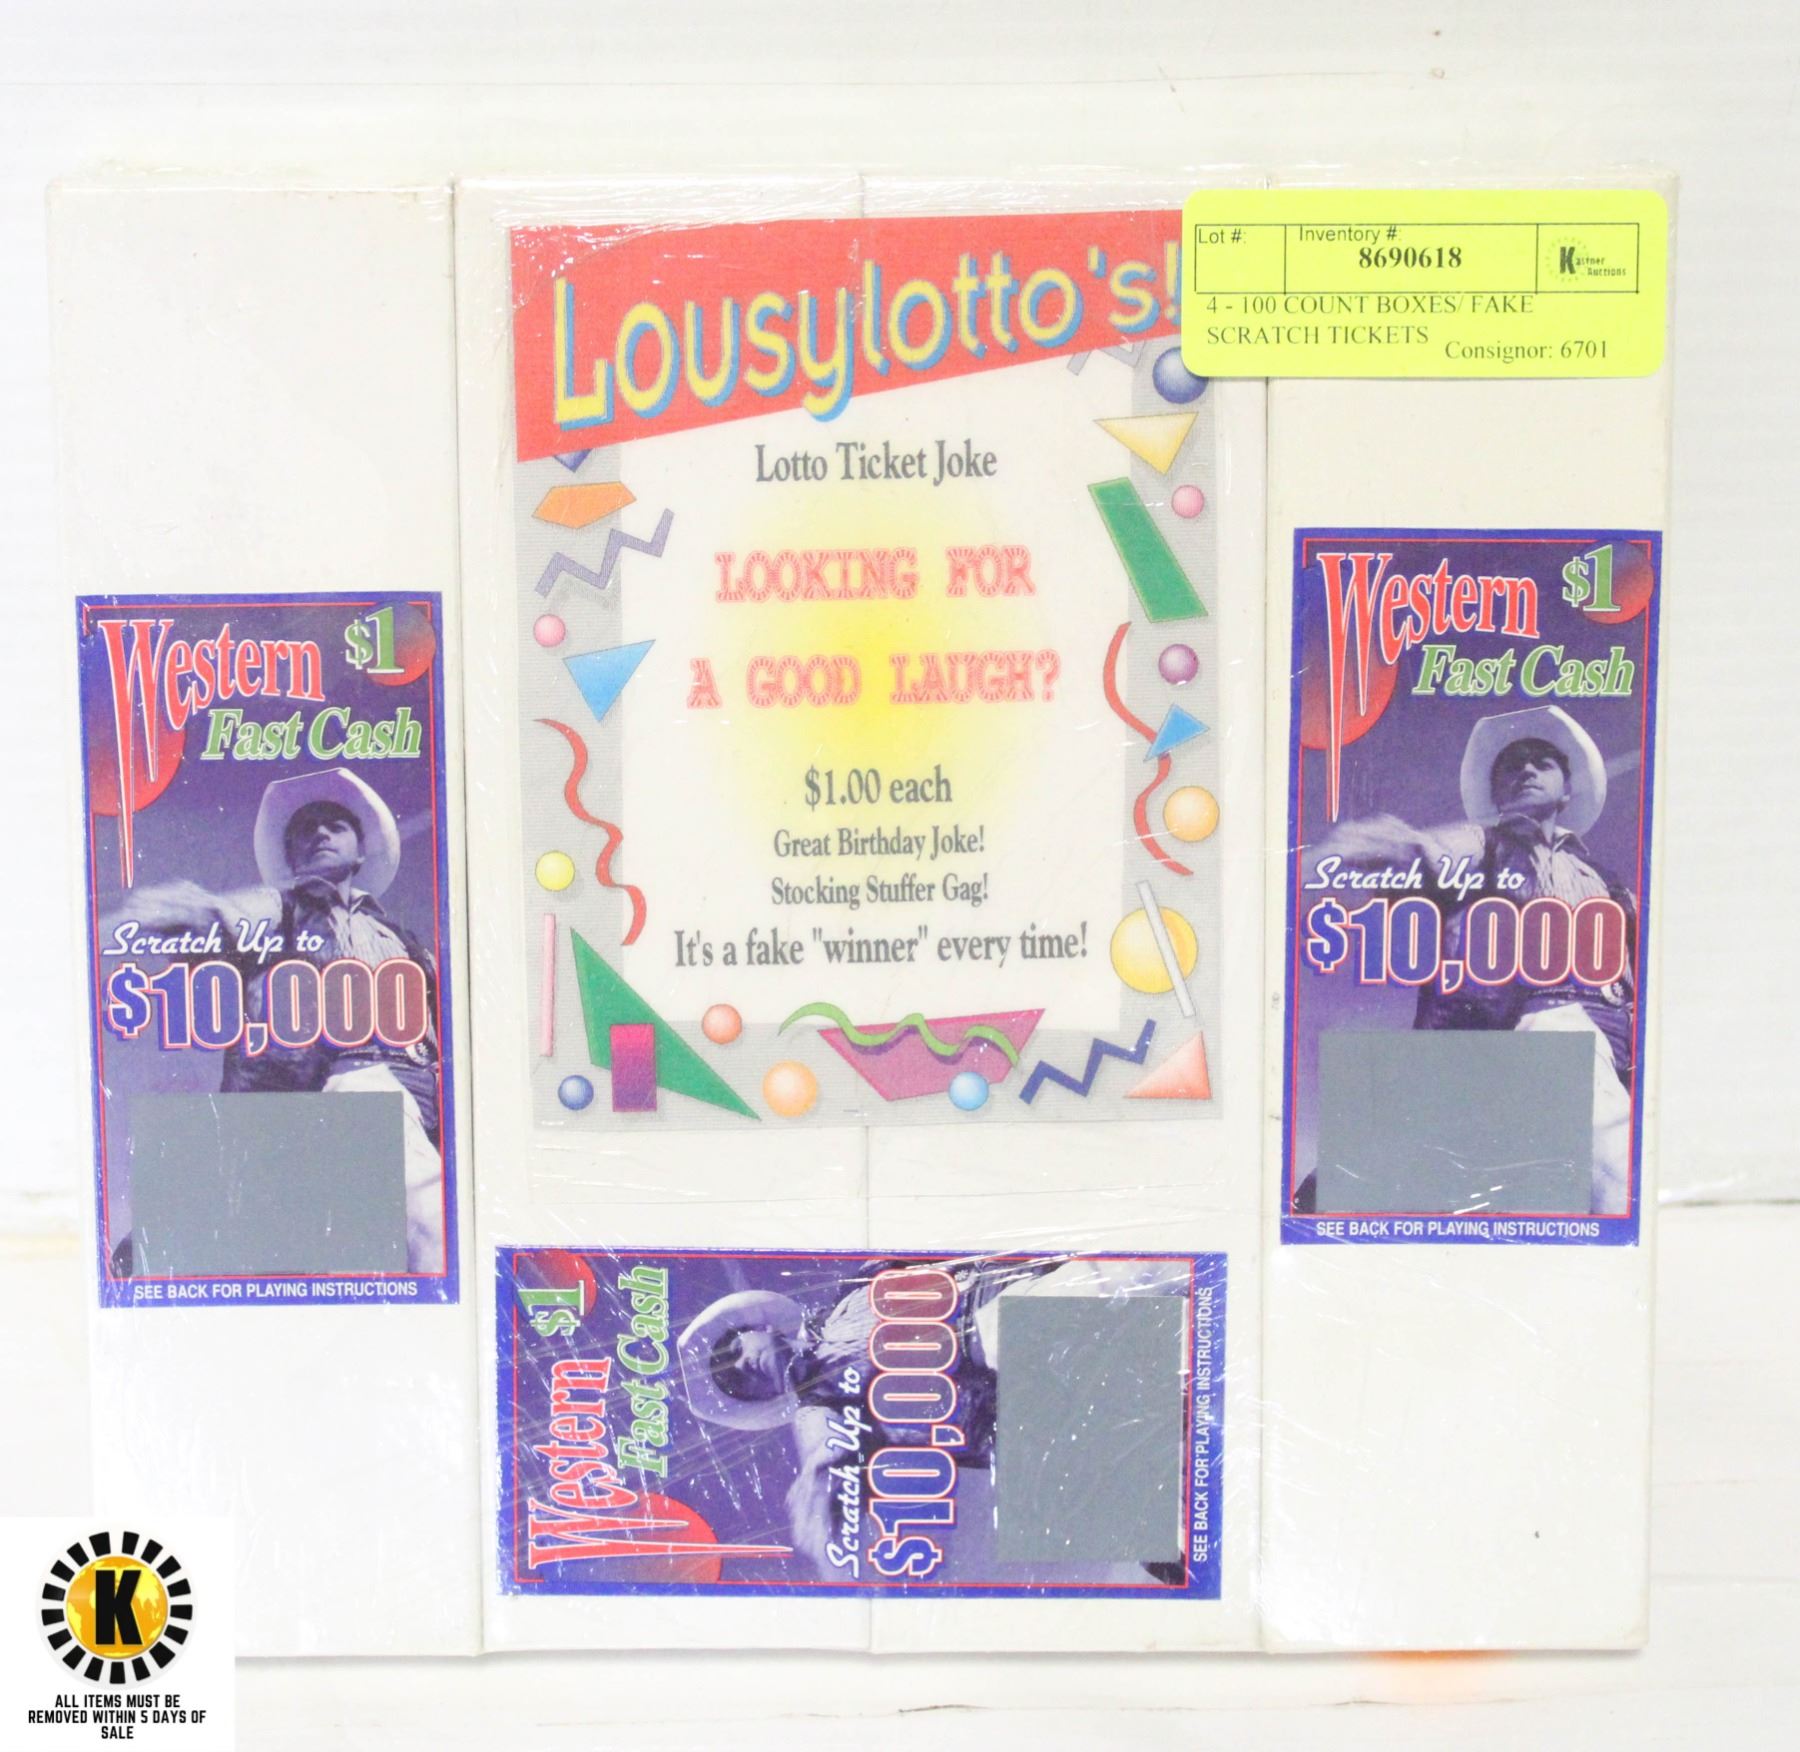 Lot #:
Inventory #:
8690618
Kastner
Auctions
4 - 100 COUNT BOXES/ FAKE
SCRATCH TICKETS
Consignor: 6701
Lousylotto's!
Lotto Ticket Joke
LOOKING FOR
A GOOD LAUGH?
$1.00 each
Great Birthday Joke!
Stocking Stuffer Gag!
It's a fake "winner" every time!
Western $1
Fast Cash
Scratch Up to
$10,000
SEE BACK FOR PLAYING INSTRUCTIONS
Western $1
Fast Cash
Scratch Up to
$10,000
SEE BACK FOR PLAYING INSTRUCTIONS
Western $1
Fast Cash
Scratch Up to
$10,000
SEE BACK FOR PLAYING INSTRUCTIONS
K
ALL ITEMS MUST BE
REMOVED WITHIN 5 DAYS OF
SALE